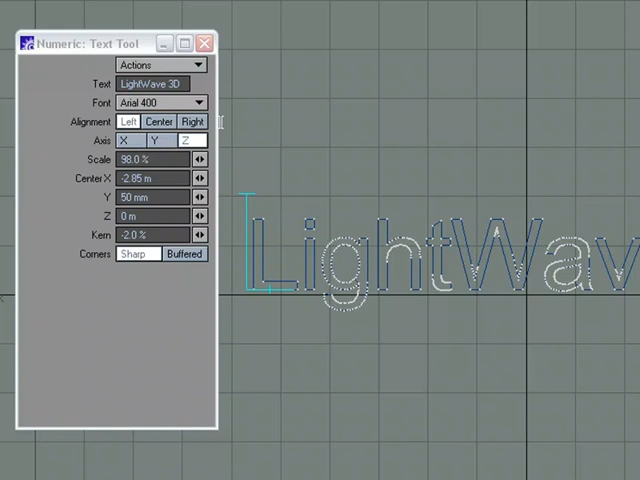 Numeric: Text Tool
Actions
Text LightWave 3D
Font Arial 400
Alignment Left Center Right
Axis X Y Z
Scale 98.0 %
Center X -2.85 m
Y 50 mm
Z 0 m
Kern -2.0 %
Corners Sharp Buffered
LightWav